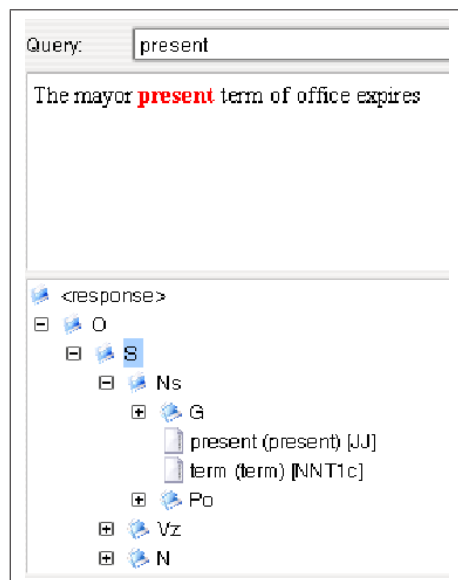 Query: present
The mayor present term of office expires
<response>
O
S
Ns
G
present (present) [JJ]
term (term) [NNT1c]
Po
Vz
N